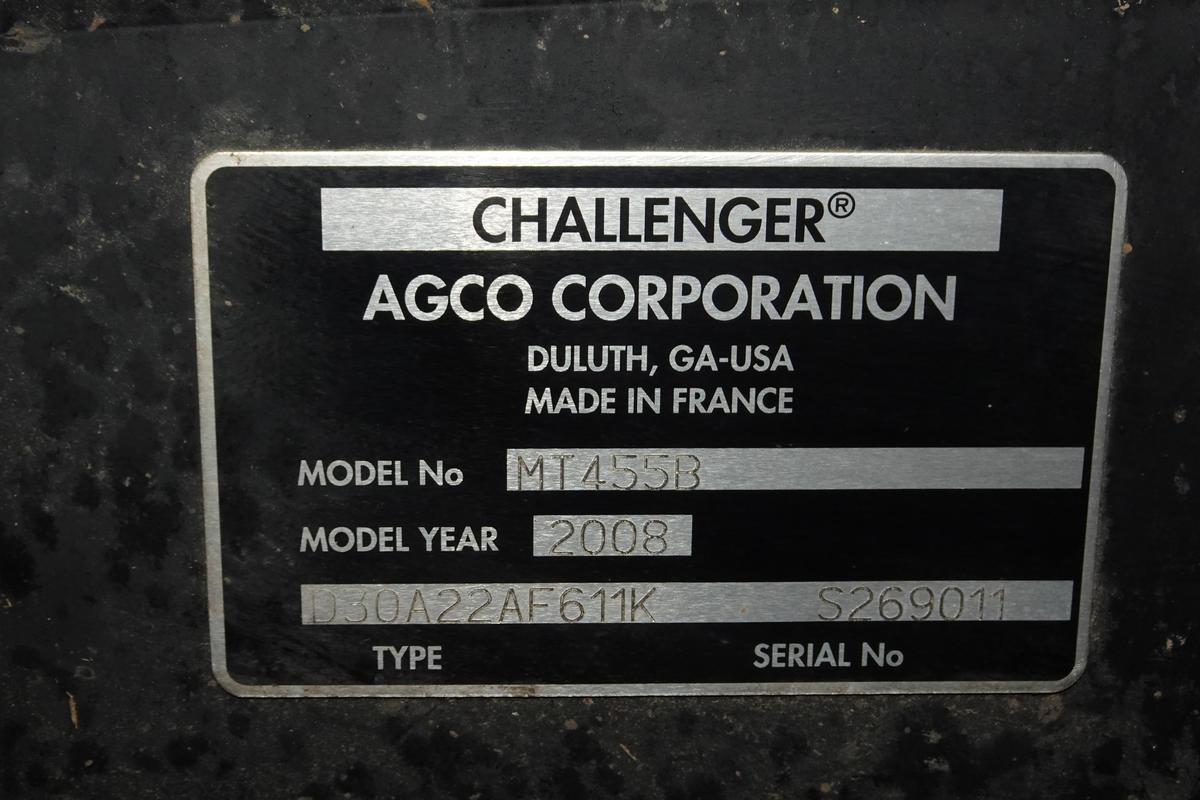 CHALLENGER®
AGCO CORPORATION
DULUTH, GA-USA
MADE IN FRANCE
MODEL No MT455B
MODEL YEAR 2008
D30A22AF611K S269011
TYPE SERIAL No